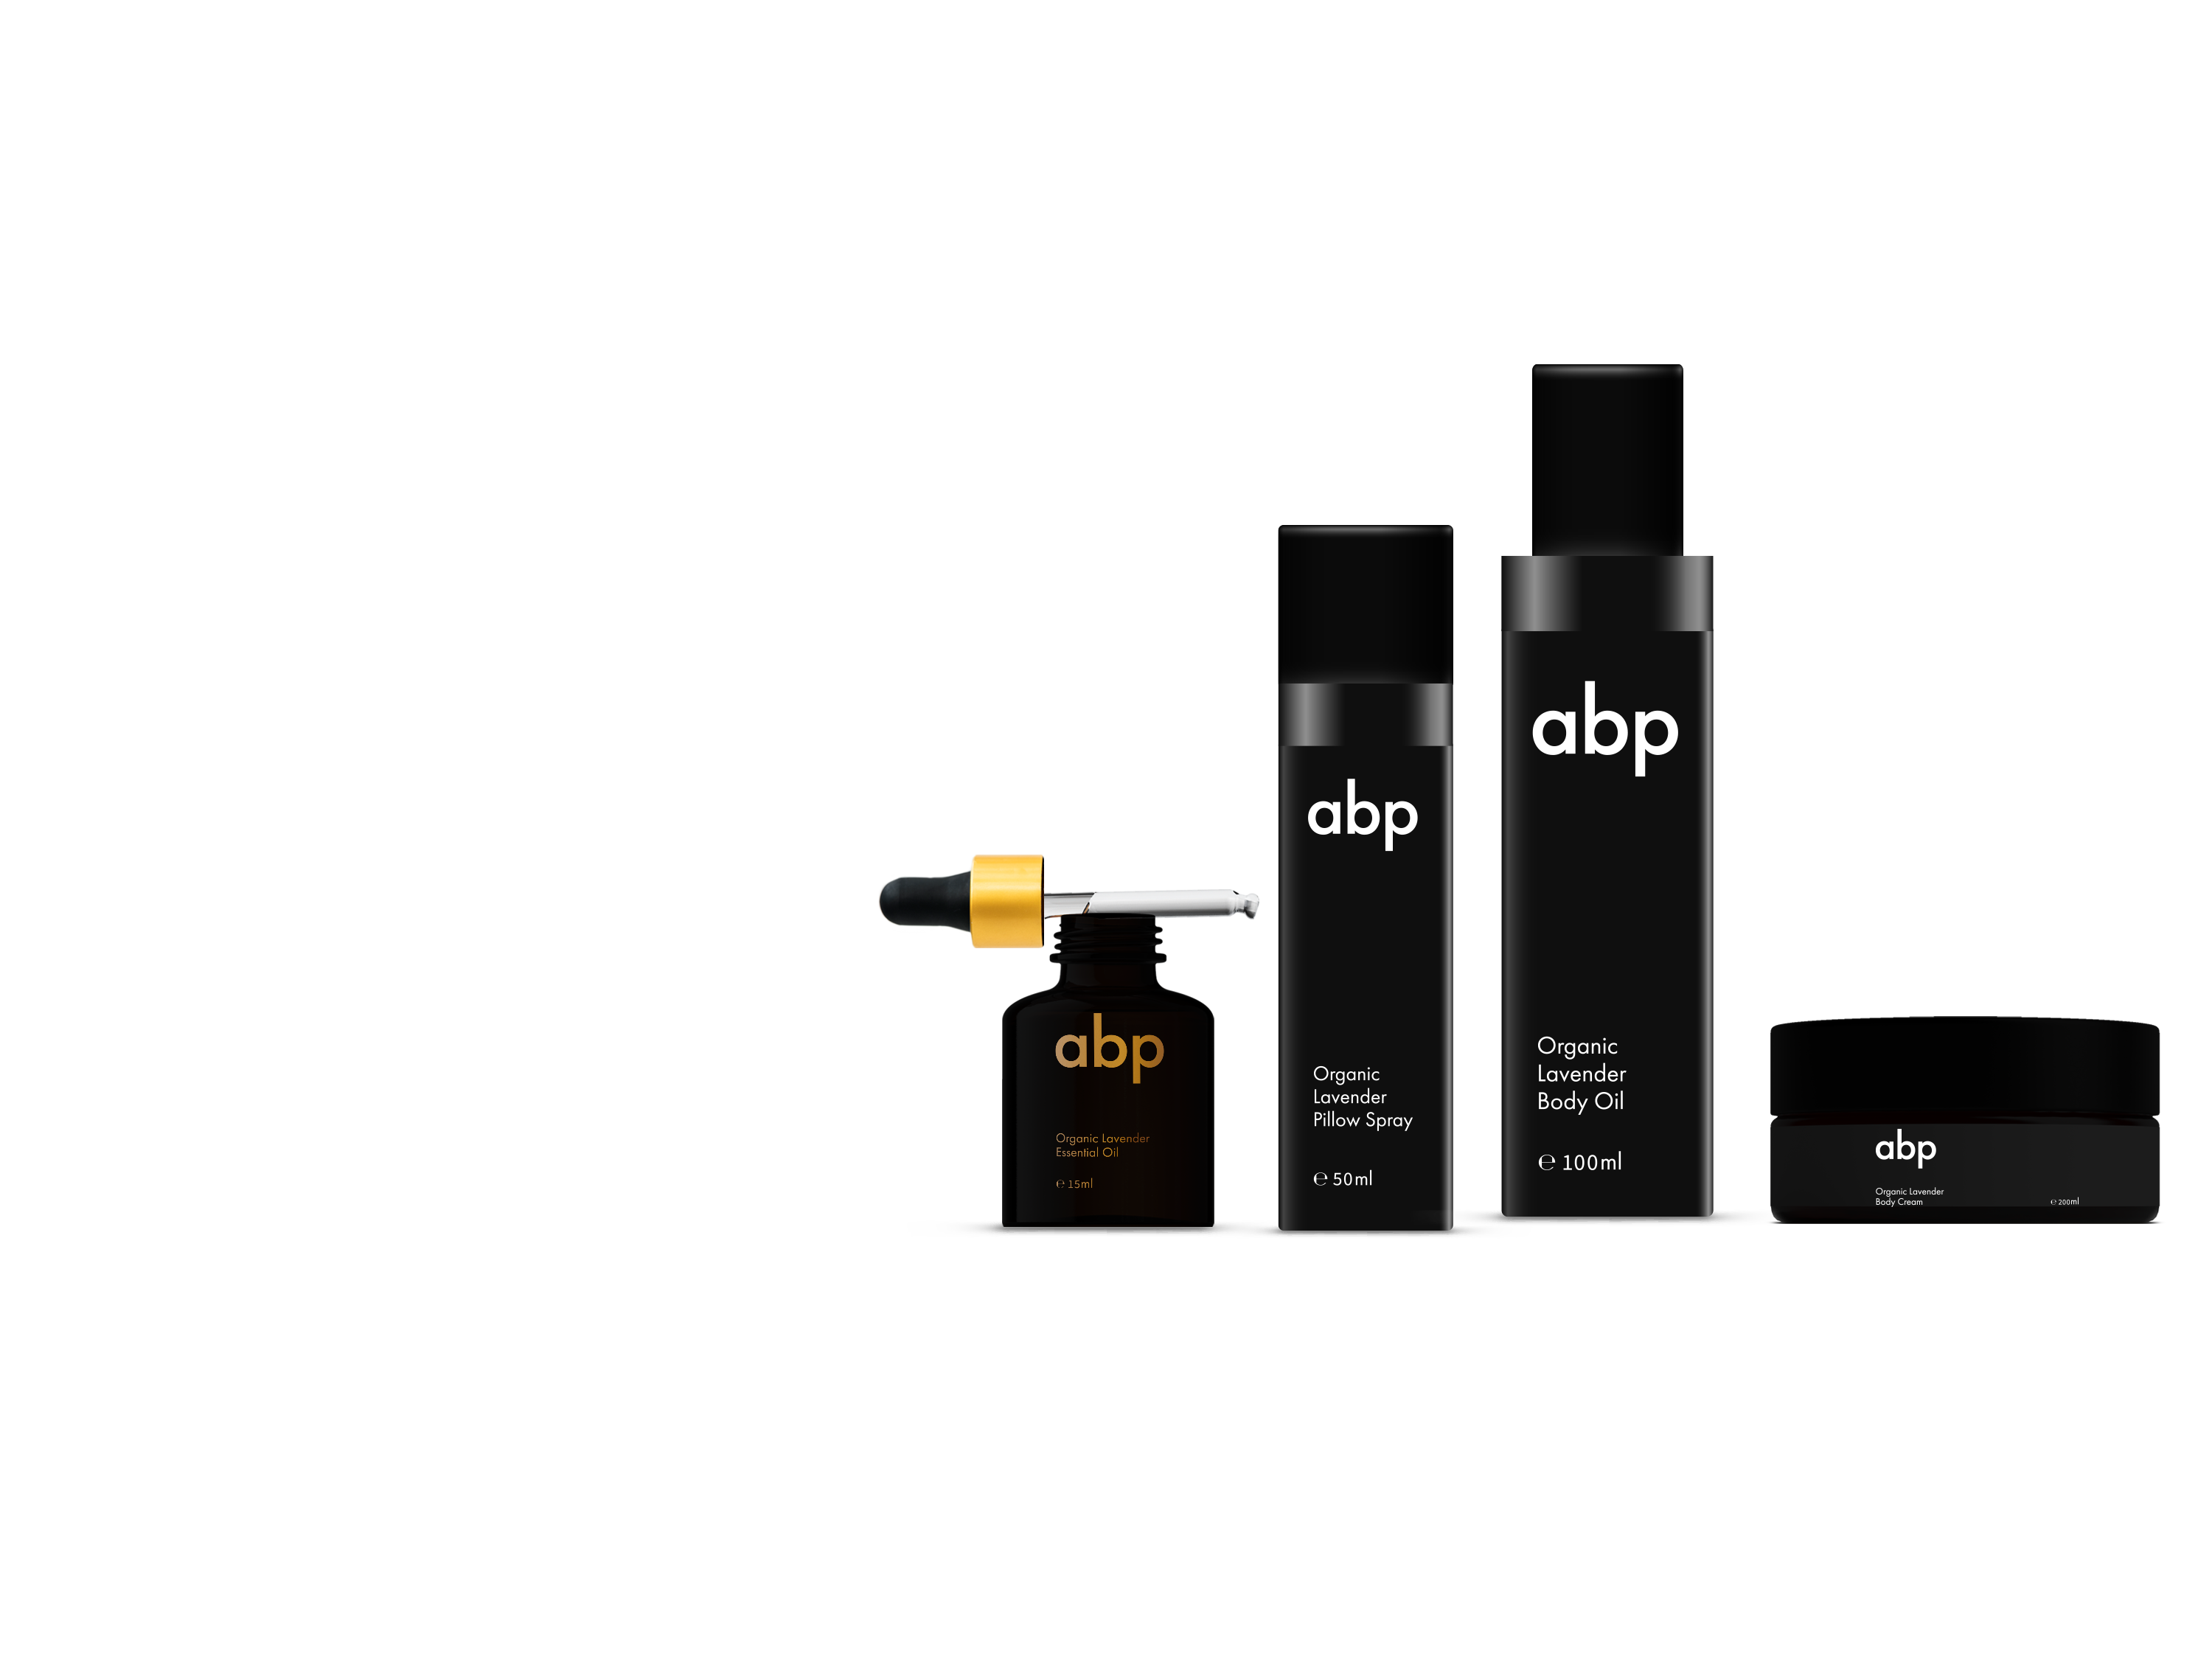 abp
Organic Lavender
Essential Oil
℮ 15ml
abp
Organic
Lavender
Pillow Spray
℮ 50ml
abp
Organic
Lavender
Body Oil
℮ 100ml
abp
Organic Lavender
Body Cream
℮ 200ml